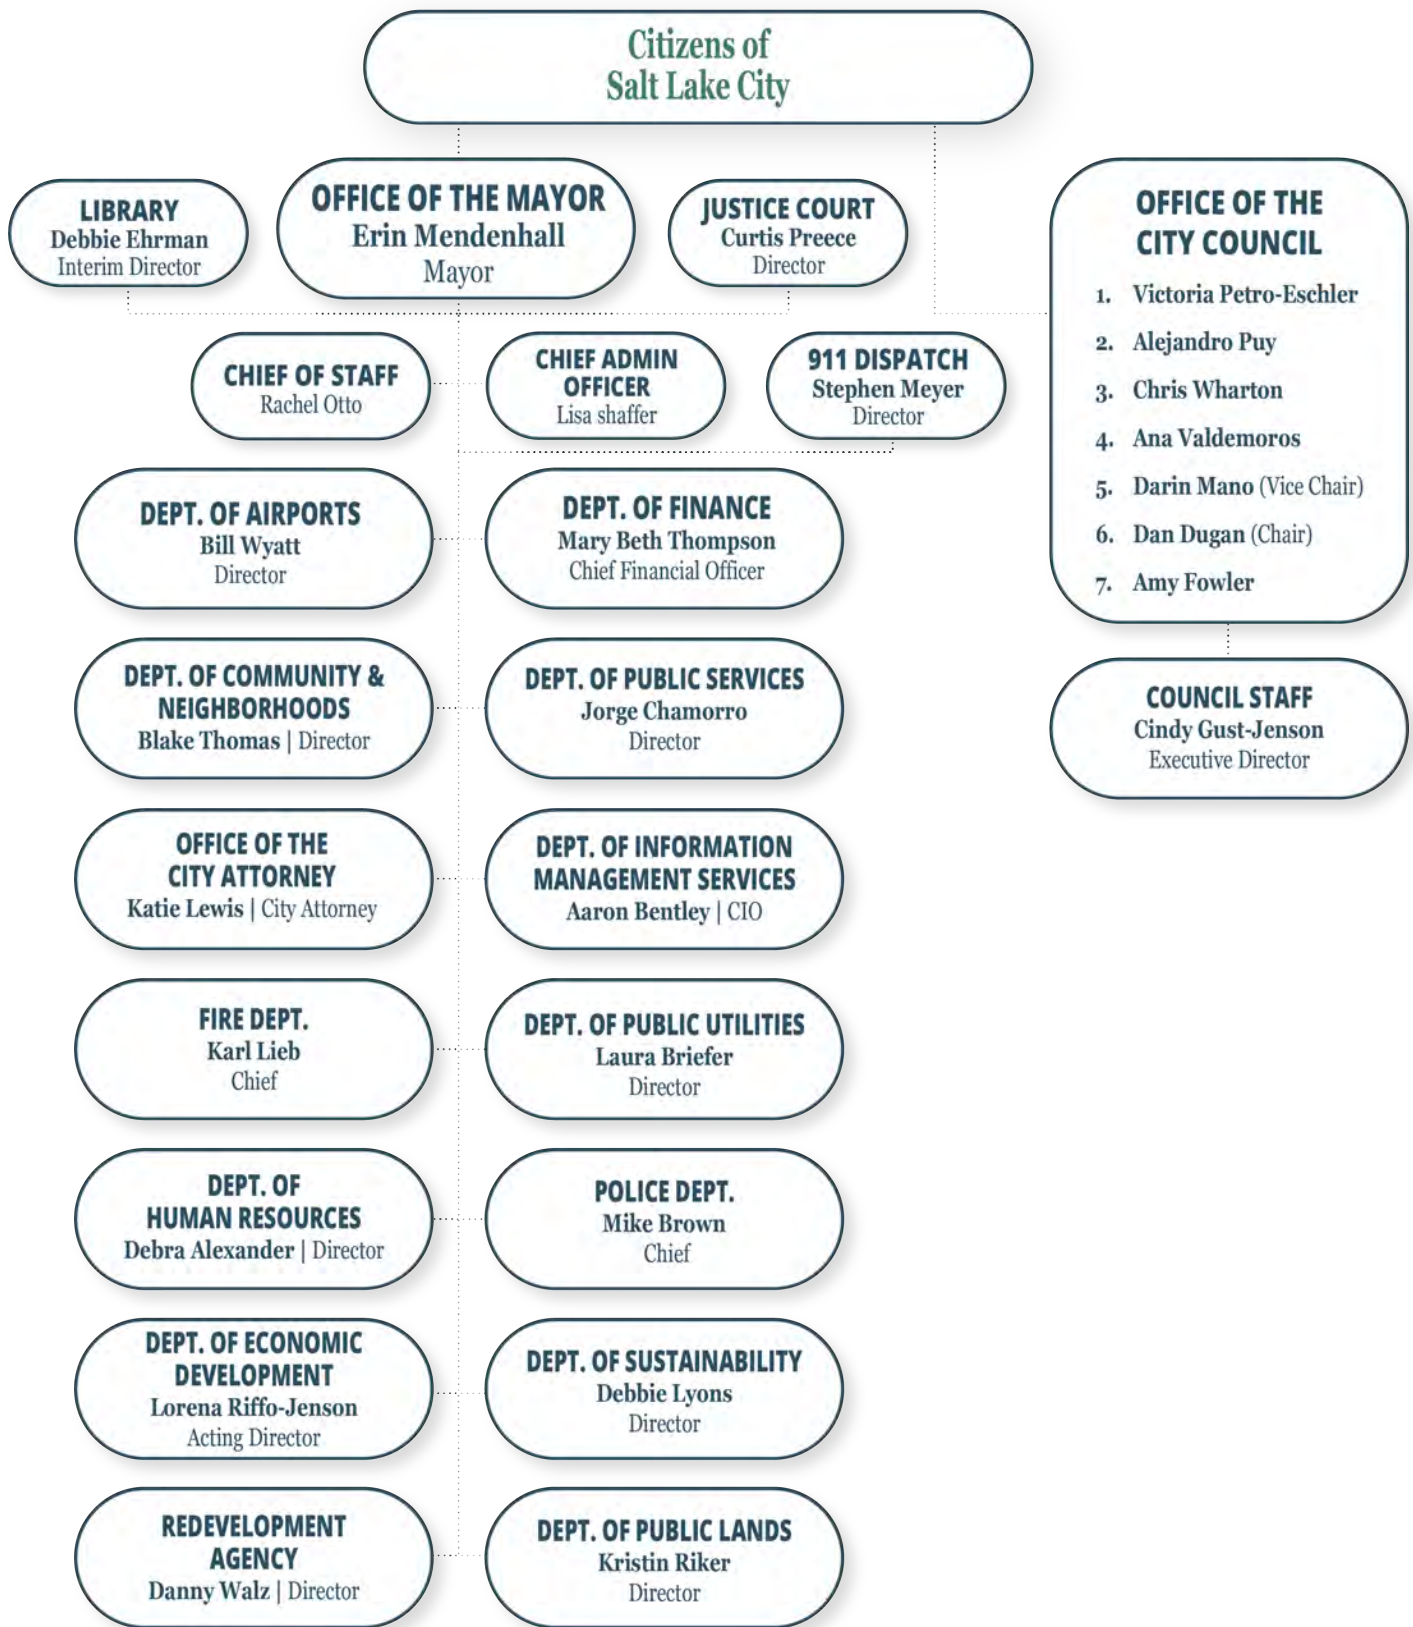 Citizens of
Salt Lake City
LIBRARY
Debbie Ehrman
Interim Director
OFFICE OF THE MAYOR
Erin Mendenhall
Mayor
JUSTICE COURT
Curtis Preece
Director
OFFICE OF THE
CITY COUNCIL
1. Victoria Petro-Eschler
2. Alejandro Puy
3. Chris Wharton
4. Ana Valdemoros
5. Darin Mano (Vice Chair)
6. Dan Dugan (Chair)
7. Amy Fowler
CHIEF OF STAFF
Rachel Otto
CHIEF ADMIN
OFFICER
Lisa shaffer
911 DISPATCH
Stephen Meyer
Director
DEPT. OF AIRPORTS
Bill Wyatt
Director
DEPT. OF FINANCE
Mary Beth Thompson
Chief Financial Officer
DEPT. OF COMMUNITY &
NEIGHBORHOODS
Blake Thomas | Director
DEPT. OF PUBLIC SERVICES
Jorge Chamorro
Director
COUNCIL STAFF
Cindy Gust-Jenson
Executive Director
OFFICE OF THE
CITY ATTORNEY
Katie Lewis | City Attorney
DEPT. OF INFORMATION
MANAGEMENT SERVICES
Aaron Bentley | CIO
FIRE DEPT.
Karl Lieb
Chief
DEPT. OF PUBLIC UTILITIES
Laura Briefer
Director
DEPT. OF
HUMAN RESOURCES
Debra Alexander | Director
POLICE DEPT.
Mike Brown
Chief
DEPT. OF ECONOMIC
DEVELOPMENT
Lorena Riffo-Jenson
Acting Director
DEPT. OF SUSTAINABILITY
Debbie Lyons
Director
REDEVELOPMENT
AGENCY
Danny Walz | Director
DEPT. OF PUBLIC LANDS
Kristin Riker
Director